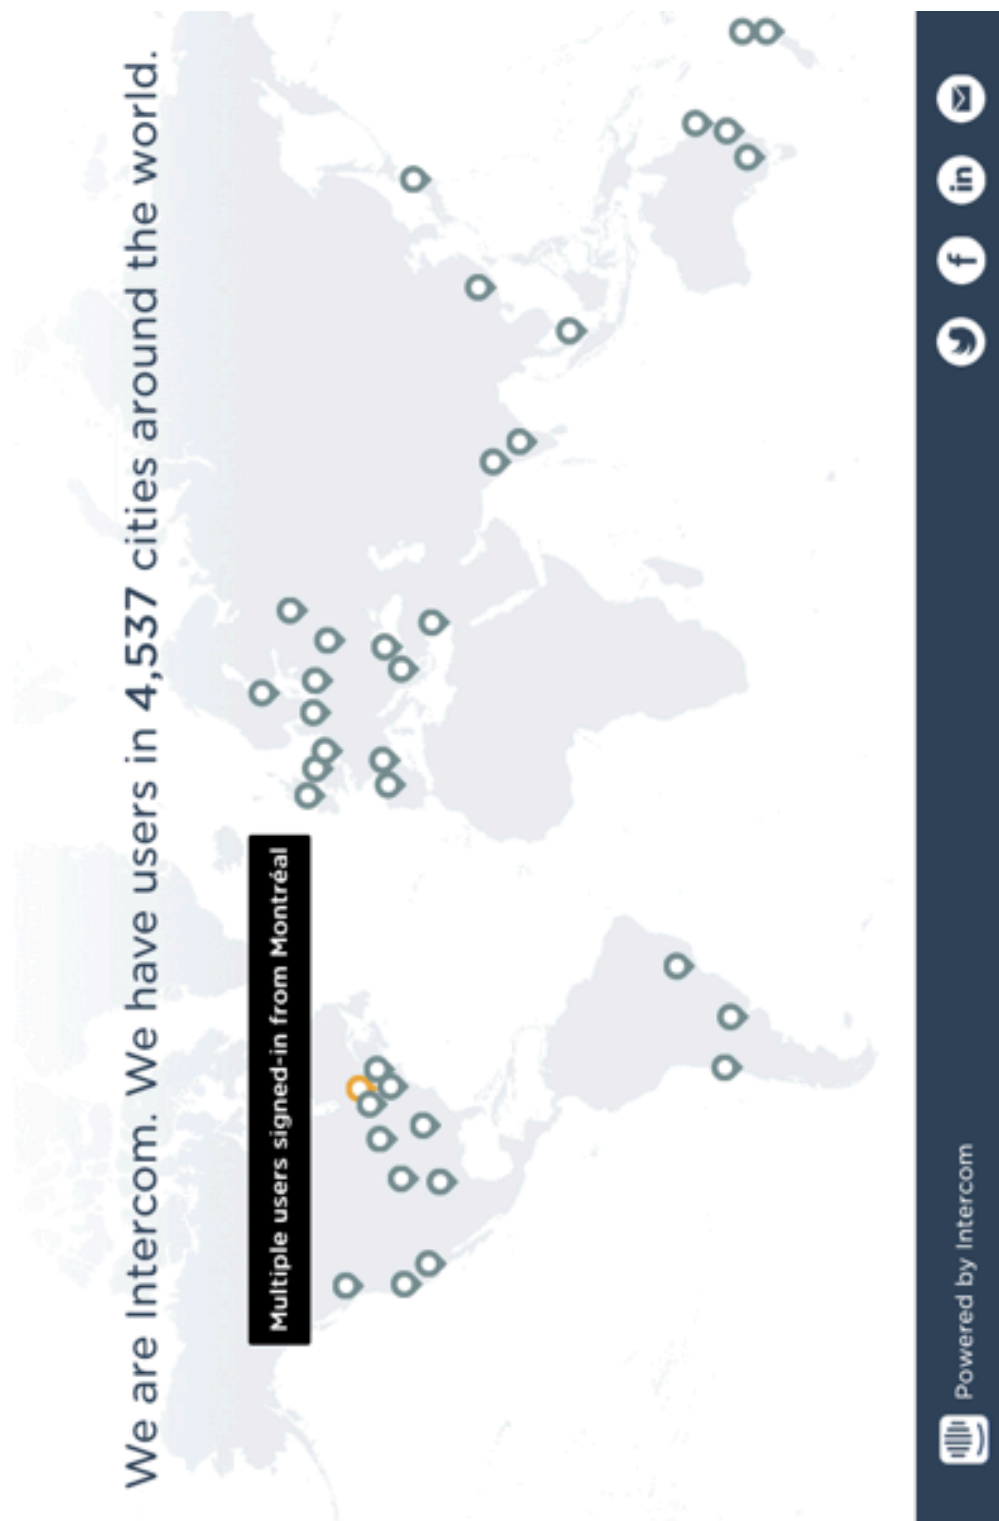 We are Intercom. We have users in 4,537 cities around the world.
Multiple users signed-in from Montréal
Powered by Intercom